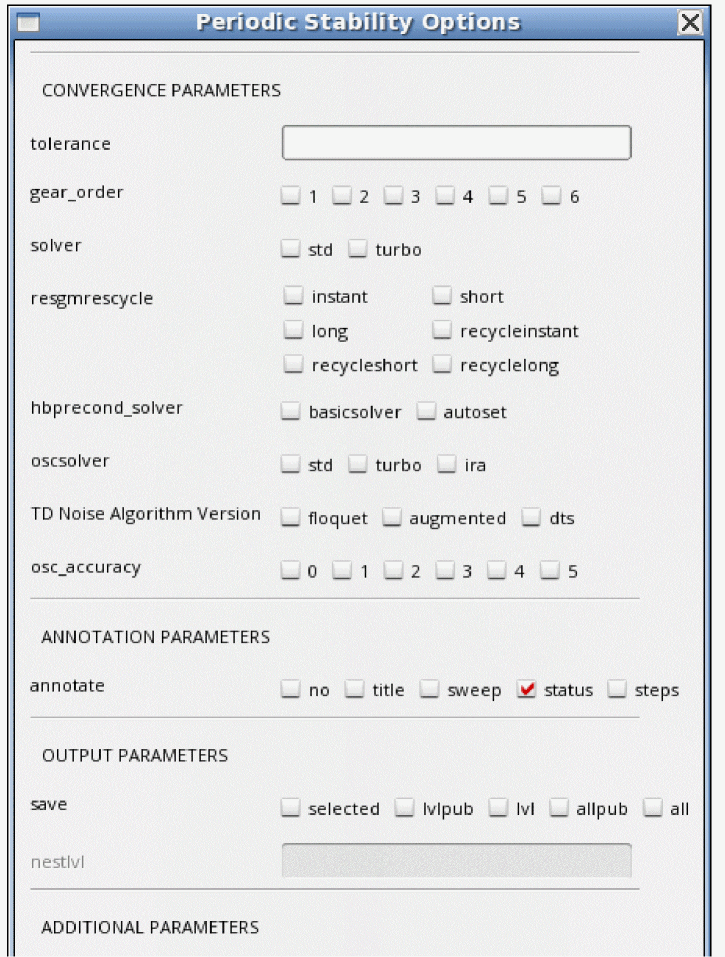 Periodic Stability Options
CONVERGENCE PARAMETERS
tolerance
gear_order 1 2 3 4 5 6
solver std turbo
resgmrescycle instant short
long recycleinstant
recycleshort recyclelong
hbprecond_solver basicsolver autoset
oscsolver std turbo ira
TD Noise Algorithm Version floquet augmented dts
osc_accuracy 0 1 2 3 4 5
ANNOTATION PARAMETERS
annotate no title sweep status steps
OUTPUT PARAMETERS
save selected lvlpub lvl allpub all
nestlvl
ADDITIONAL PARAMETERS